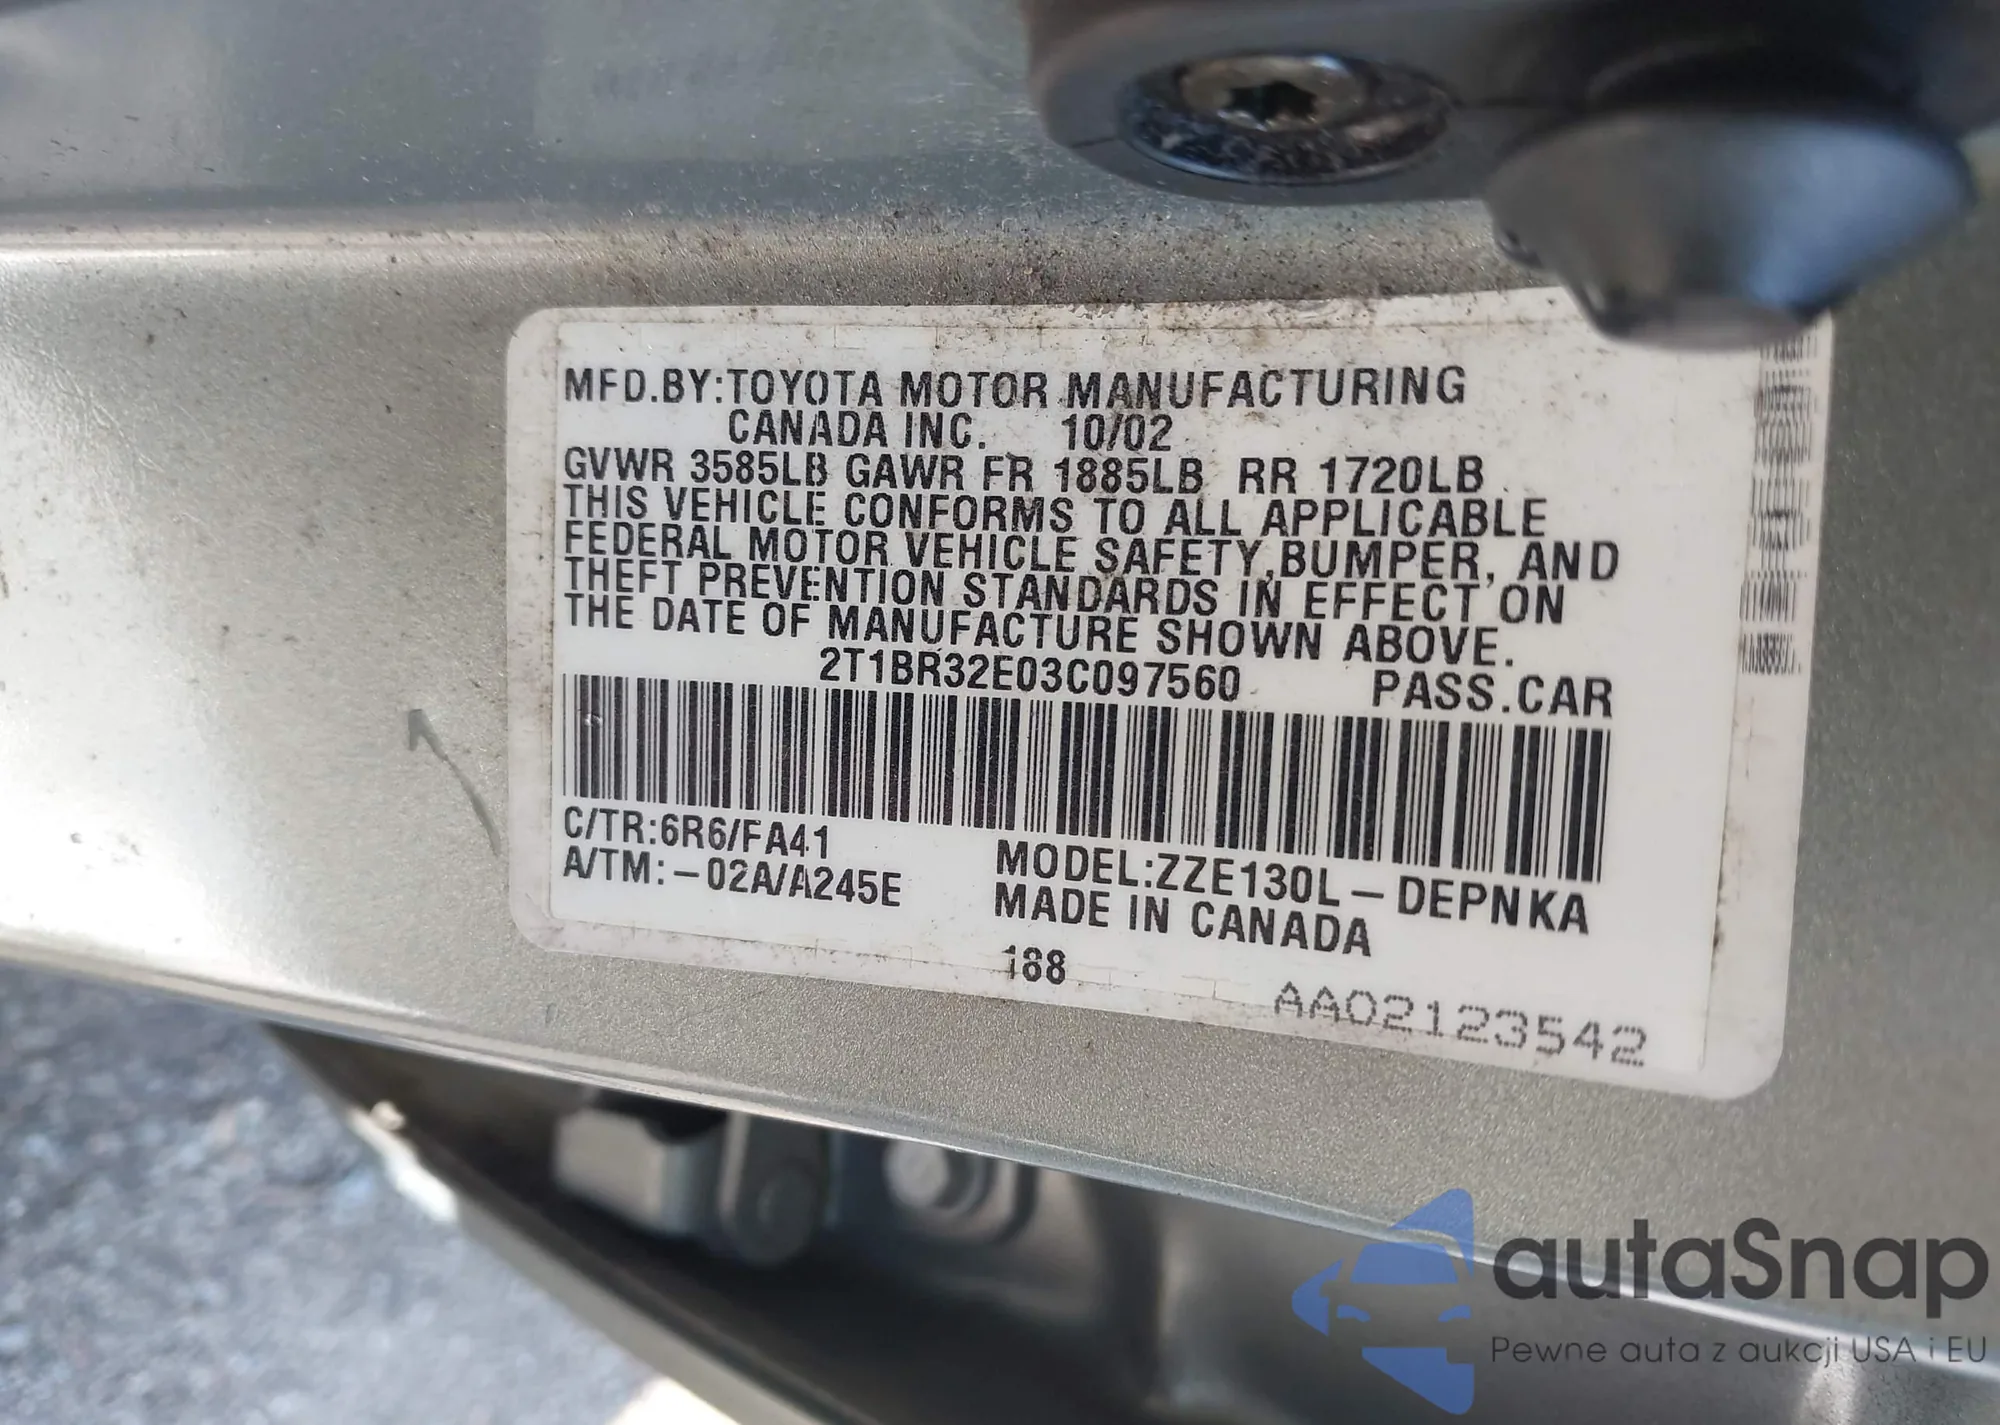 MFD.BY:TOYOTA MOTOR MANUFACTURING
CANADA INC. 10/02
GVWR 3585LB GAWR FR 1885LB RR 1720LB
THIS VEHICLE CONFORMS TO ALL APPLICABLE
FEDERAL MOTOR VEHICLE SAFETY,BUMPER, AND
THEFT PREVENTION STANDARDS IN EFFECT ON
THE DATE OF MANUFACTURE SHOWN ABOVE.
2T1BR32E03C097560 PASS.CAR
C/TR:6R6/FA41
A/TM:-02A/A245E
MODEL:ZZE130L-DEPNKA
MADE IN CANADA
188
AA02123542
autaSnap
Pewne auta z aukcji USA i EU